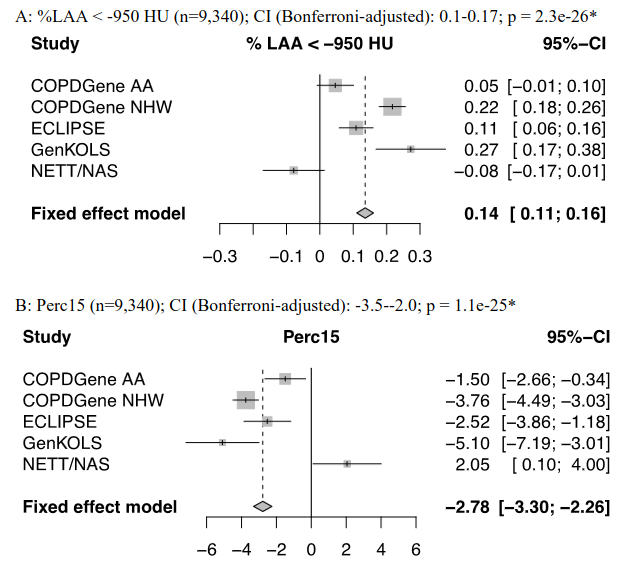 A: %LAA < -950 HU (n=9,340); CI (Bonferroni-adjusted): 0.1-0.17; p = 2.3e-26*
Study % LAA < −950 HU 95%−CI
COPDGene AA 0.05 [−0.01; 0.10]
COPDGene NHW 0.22 [ 0.18; 0.26]
ECLIPSE 0.11 [ 0.06; 0.16]
GenKOLS 0.27 [ 0.17; 0.38]
NETT/NAS −0.08 [−0.17; 0.01]
Fixed effect model 0.14 [ 0.11; 0.16]
−0.3 −0.1 0 0.1 0.2 0.3
B: Perc15 (n=9,340); CI (Bonferroni-adjusted): -3.5--2.0; p = 1.1e-25*
Study Perc15 95%−CI
COPDGene AA −1.50 [−2.66; −0.34]
COPDGene NHW −3.76 [−4.49; −3.03]
ECLIPSE −2.52 [−3.86; −1.18]
GenKOLS −5.10 [−7.19; −3.01]
NETT/NAS 2.05 [ 0.10; 4.00]
Fixed effect model −2.78 [−3.30; −2.26]
−6 −4 −2 0 2 4 6